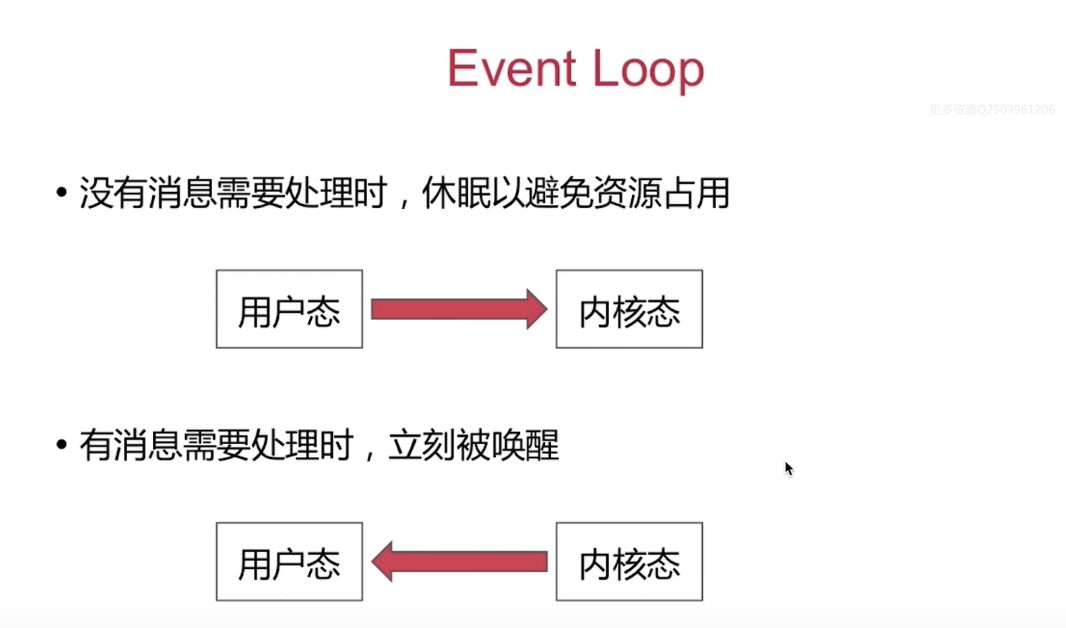 Event Loop
更多资源Q2503961206
• 没有消息需要处理时，休眠以避免资源占用
用户态 内核态
• 有消息需要处理时，立刻被唤醒
用户态 内核态